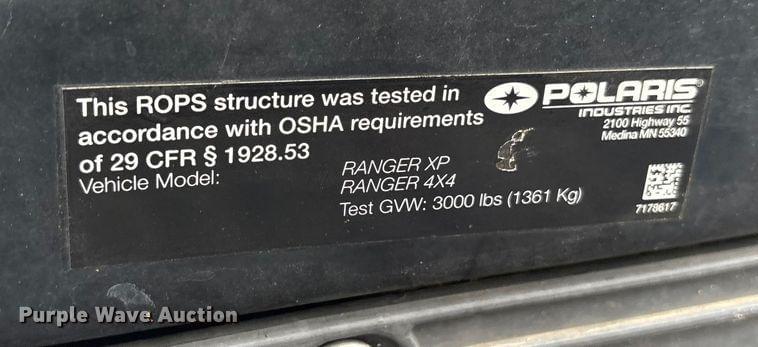 This ROPS structure was tested in
accordance with OSHA requirements
of 29 CFR § 1928.53
Vehicle Model:
RANGER XP
RANGER 4X4
Test GVW: 3000 lbs (1361 Kg)
POLARIS
INDUSTRIES INC.
2100 Highway 55
Medina MN 55340
7178617
Purple Wave Auction